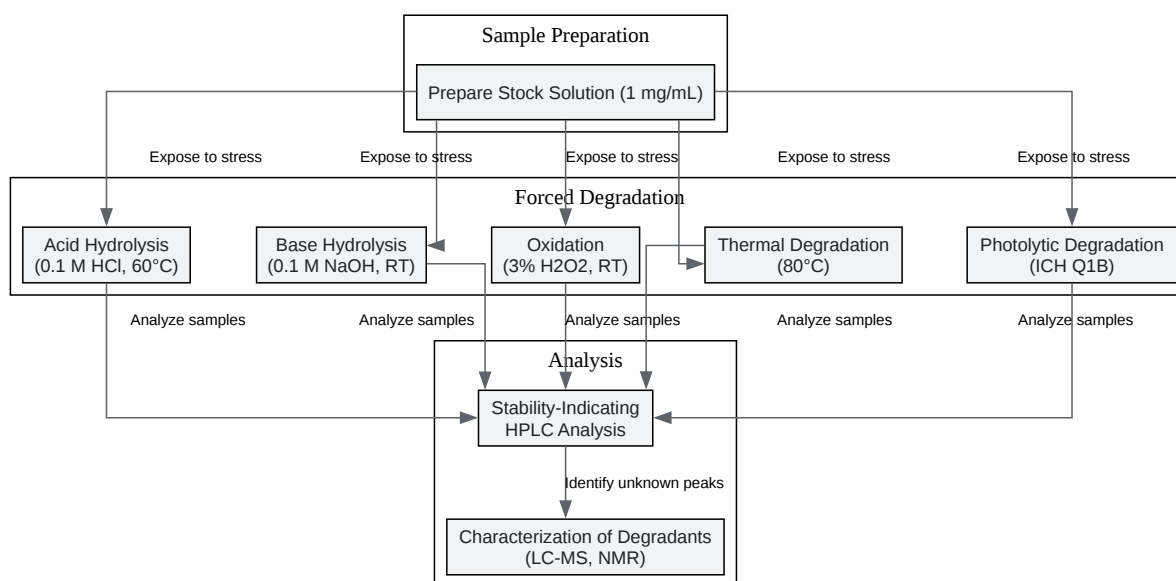 Sample Preparation
Prepare Stock Solution (1 mg/mL)
Expose to stress
Expose to stress
Expose to stress
Expose to stress
Expose to stress
Forced Degradation
Acid Hydrolysis
(0.1 M HCl, 60°C)
Base Hydrolysis
(0.1 M NaOH, RT)
Oxidation
(3% H2O2, RT)
Thermal Degradation
(80°C)
Photolytic Degradation
(ICH Q1B)
Analyze samples
Analyze samples
Analyze samples
Analyze samples
Analyze samples
Analysis
Stability-Indicating
HPLC Analysis
Identify unknown peaks
Characterization of Degradants
(LC-MS, NMR)